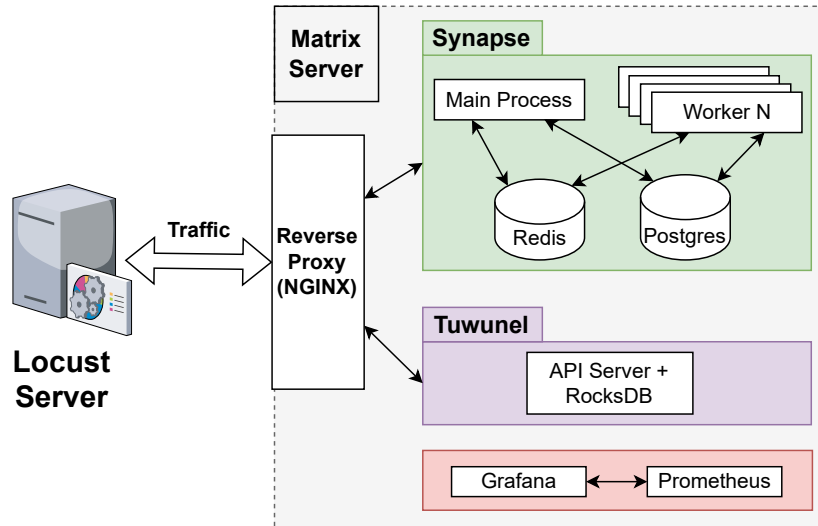 Matrix
Server
Synapse
Main Process
Worker N
Redis
Postgres
Traffic
Reverse
Proxy
(NGINX)
Locust
Server
Tuwunel
API Server +
RocksDB
Grafana
Prometheus